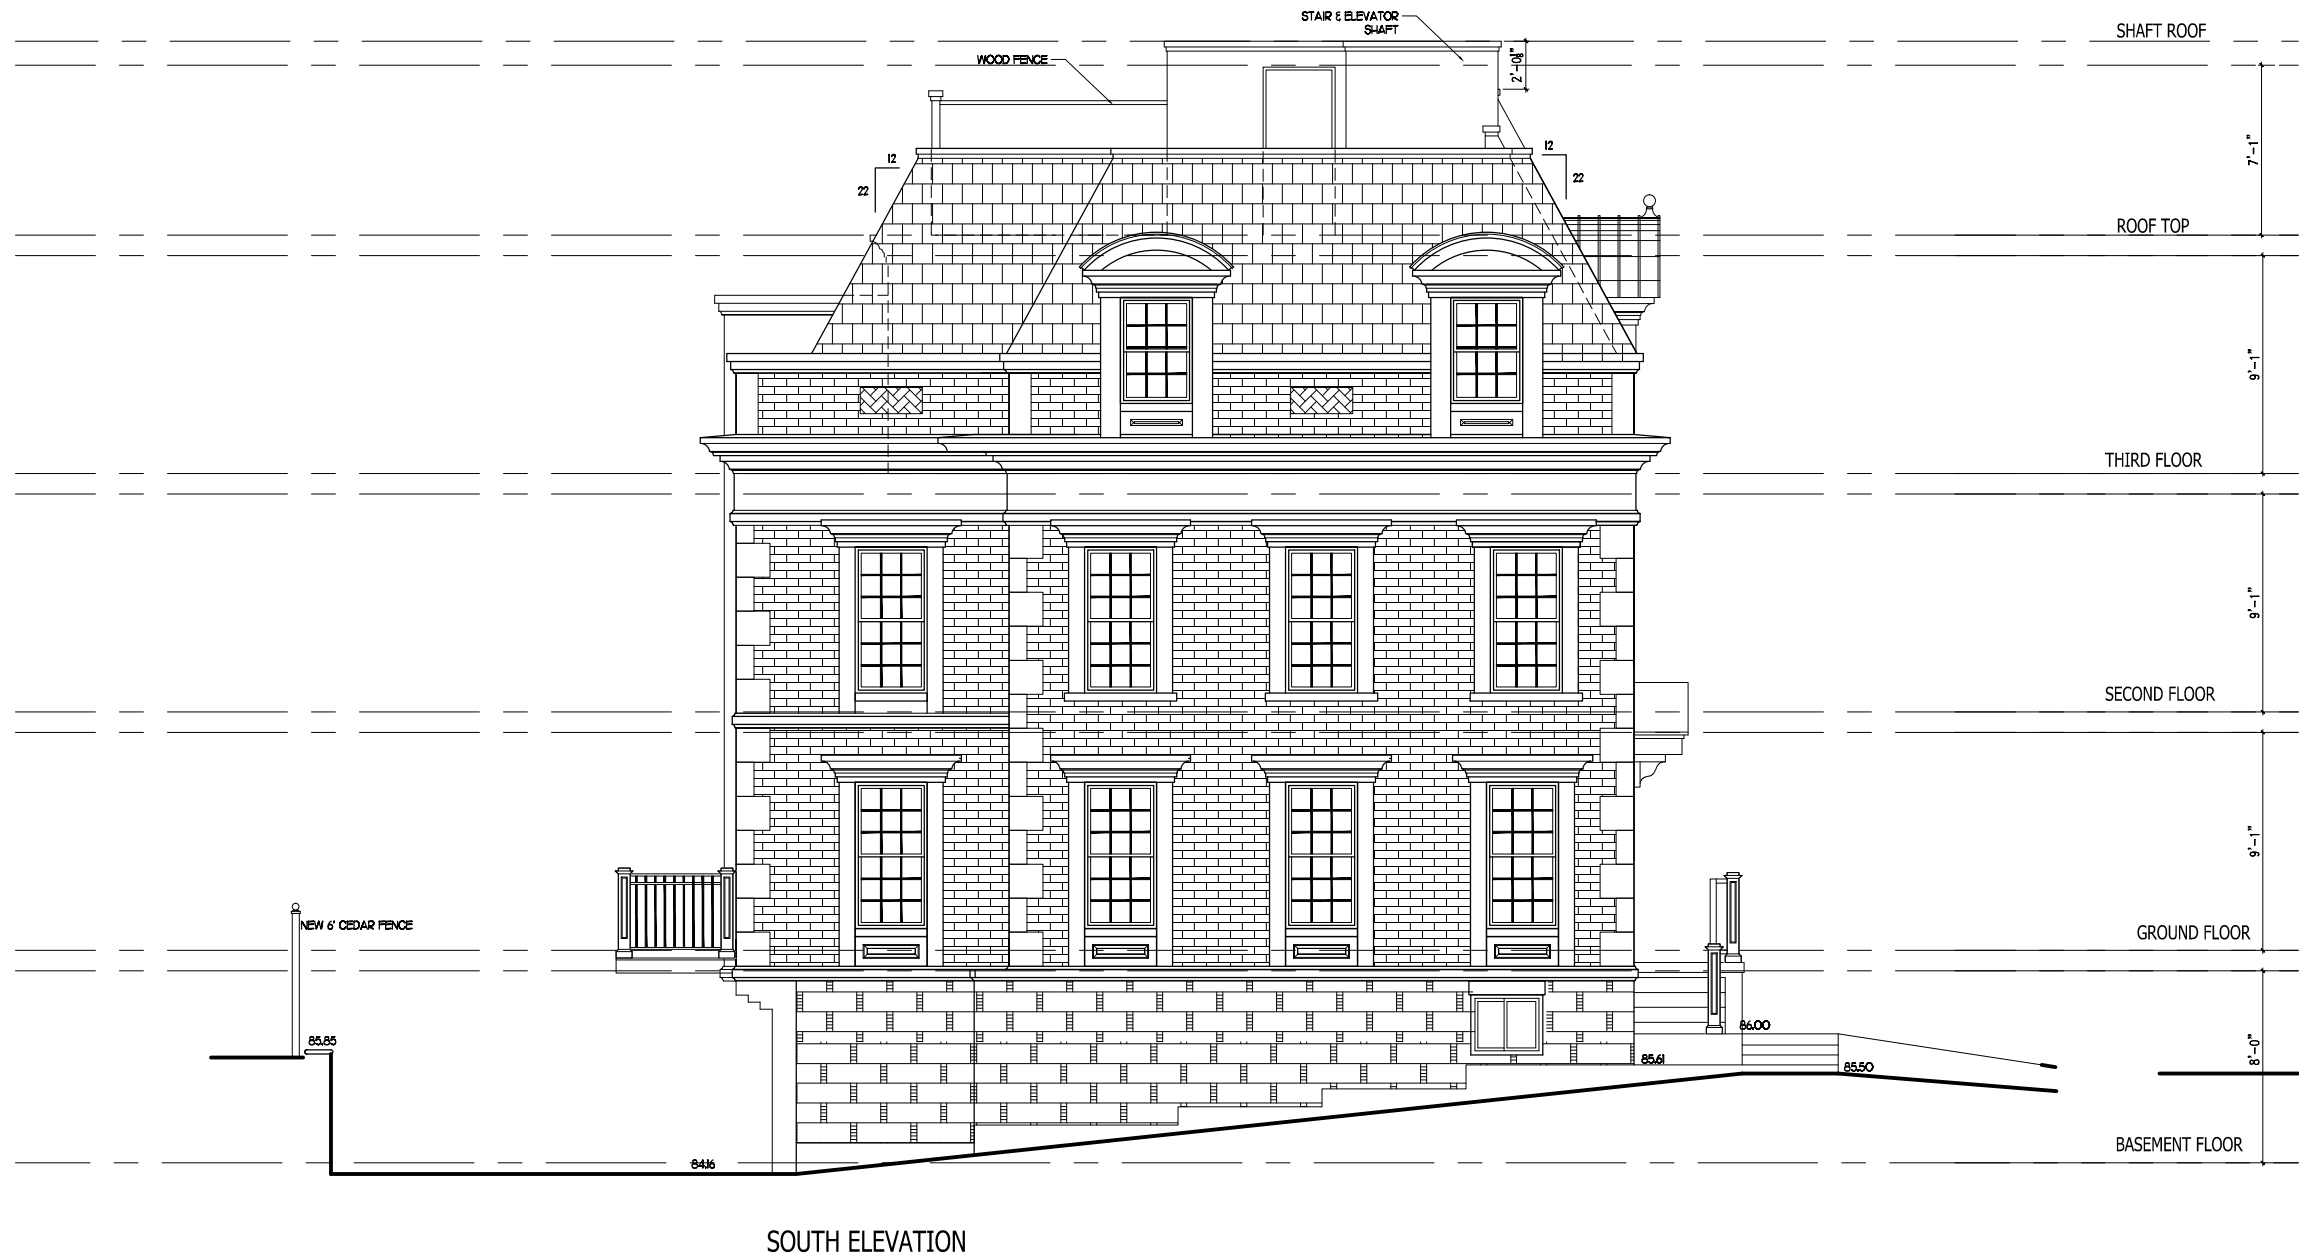 STAIR & ELEVATOR
SHAFT
SHAFT ROOF
WOOD FENCE
2'-0⅛"
12
12
7'-1"
22
22
ROOF TOP
9'-1"
THIRD FLOOR
9'-1"
SECOND FLOOR
9'-1"
NEW 6' CEDAR FENCE
GROUND FLOOR
86.00
85.85
8'-0"
85.61
85.50
BASEMENT FLOOR
84.16
SOUTH ELEVATION